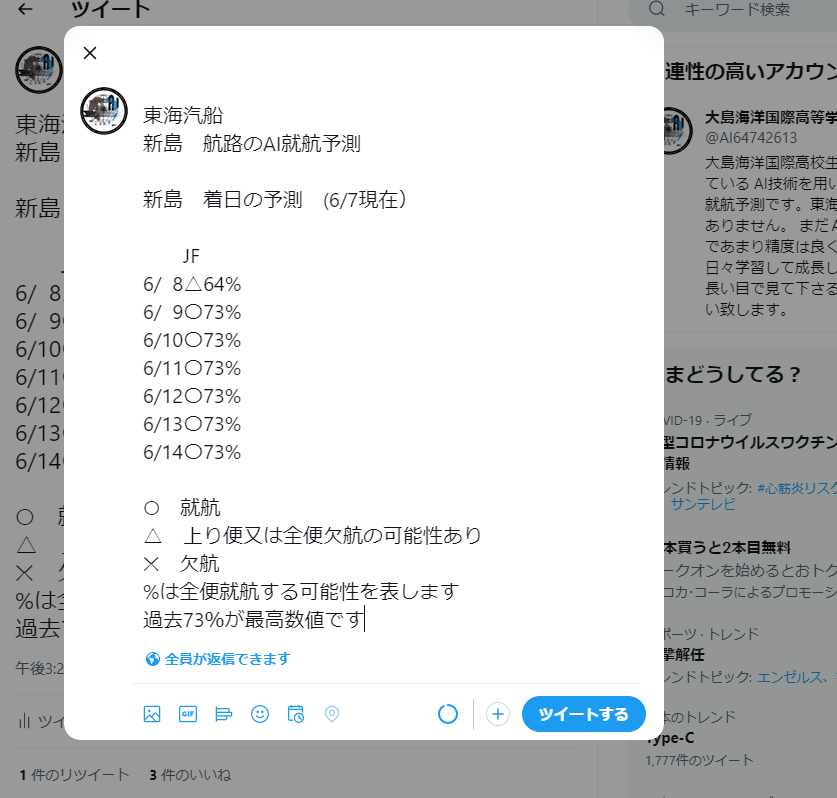 ツイート
キーワード検索
東海汽船
新島　航路のAI就航予測
新島　着日の予測　(6/7現在）
JF
6/ 8△64%
6/ 9〇73%
6/10〇73%
6/11〇73%
6/12〇73%
6/13〇73%
6/14〇73%
〇　就航
△　上り便又は全便欠航の可能性あり
×　欠航
%は全便就航する可能性を表します
過去73%が最高数値です
全員が返信できます
GIF
ツイートする
東海
新島
新島
6/ 8
6/ 9
6/10
6/11
6/12
6/13
6/14
〇
△
×
%は全
過去
午後3:2
ツイ
1 件のリツイート 3 件のいいね
連性の高いアカウン
大島海洋国際高等学
@AI64742613
大島海洋国際高校生
ている AI技術を用い
就航予測です。東海
ありません。 まだA
であまり精度は良く
日々学習して成長し
長い目で見て下さる
い致します。
まどうしてる？
VID-19 · ライブ
型コロナウイルスワクチン
情報
レンドトピック: #心筋炎リスク
サンテレビ
本買うと2本目無料
ークオンを始めるとおトク
コカ·コーラによるプロモーシ
ポーツ · トレンド
撃解任
レンドトピック: エンゼルス、
本のトレンド
Type-C
1,777件のツイート